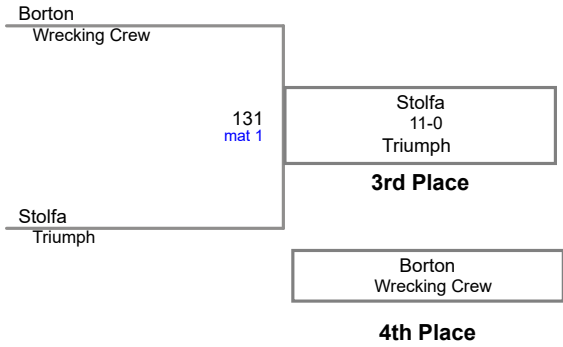 Borton
Wrecking Crew
131
mat 1
Stolfa
11-0
Triumph
3rd Place
Stolfa
Triumph
Borton
Wrecking Crew
4th Place